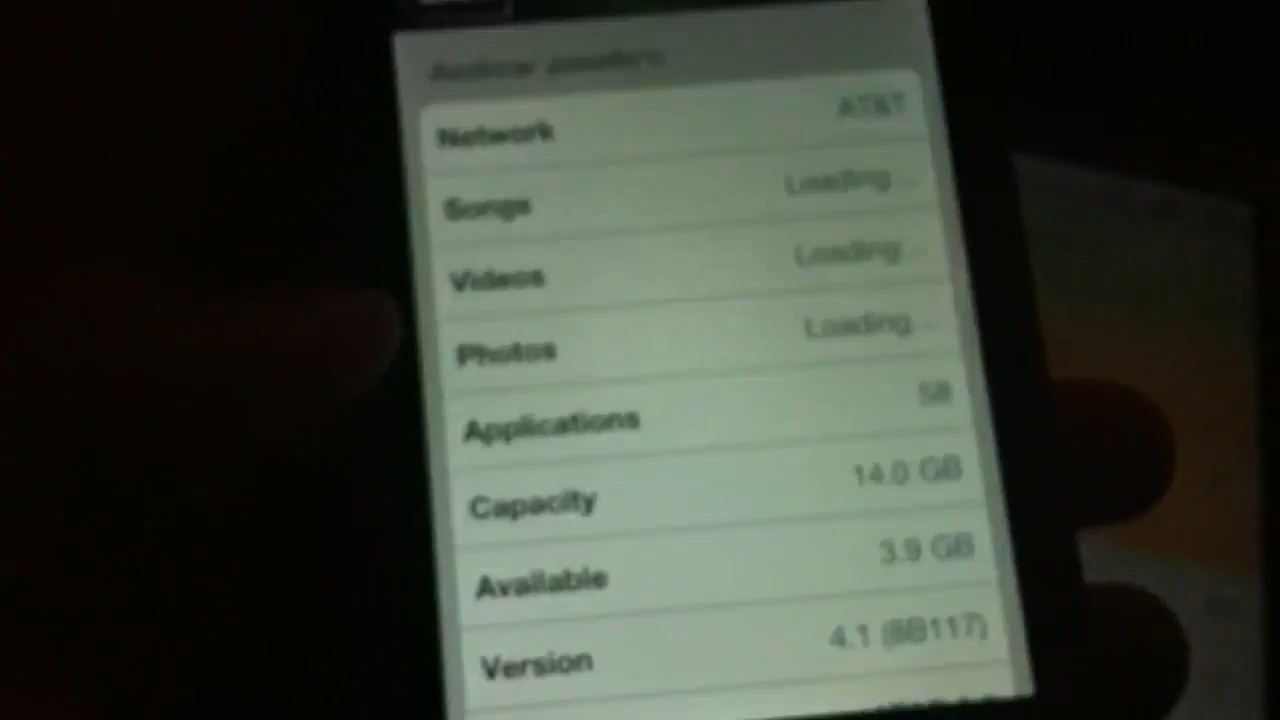 Network AT&T
Songs Loading...
Videos Loading...
Photos Loading...
Applications 58
Capacity 14.0 GB
Available 3.9 GB
Version 4.1 (8B117)